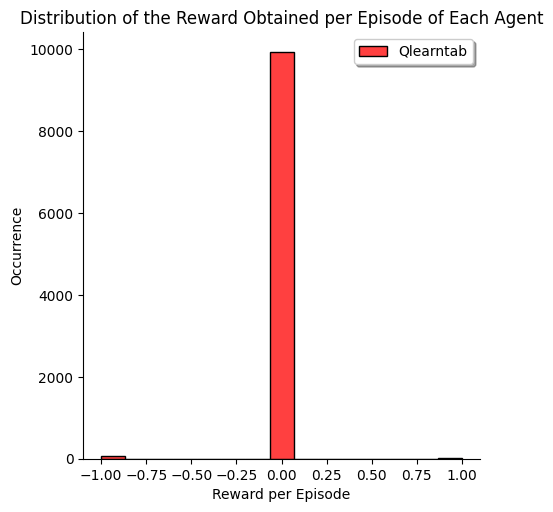 Distribution of the Reward Obtained per Episode of Each Agent
Qlearntab
10000
8000
6000
4000
2000
0
Occurrence
−1.00 −0.75 −0.50 −0.25 0.00 0.25 0.50 0.75 1.00
Reward per Episode